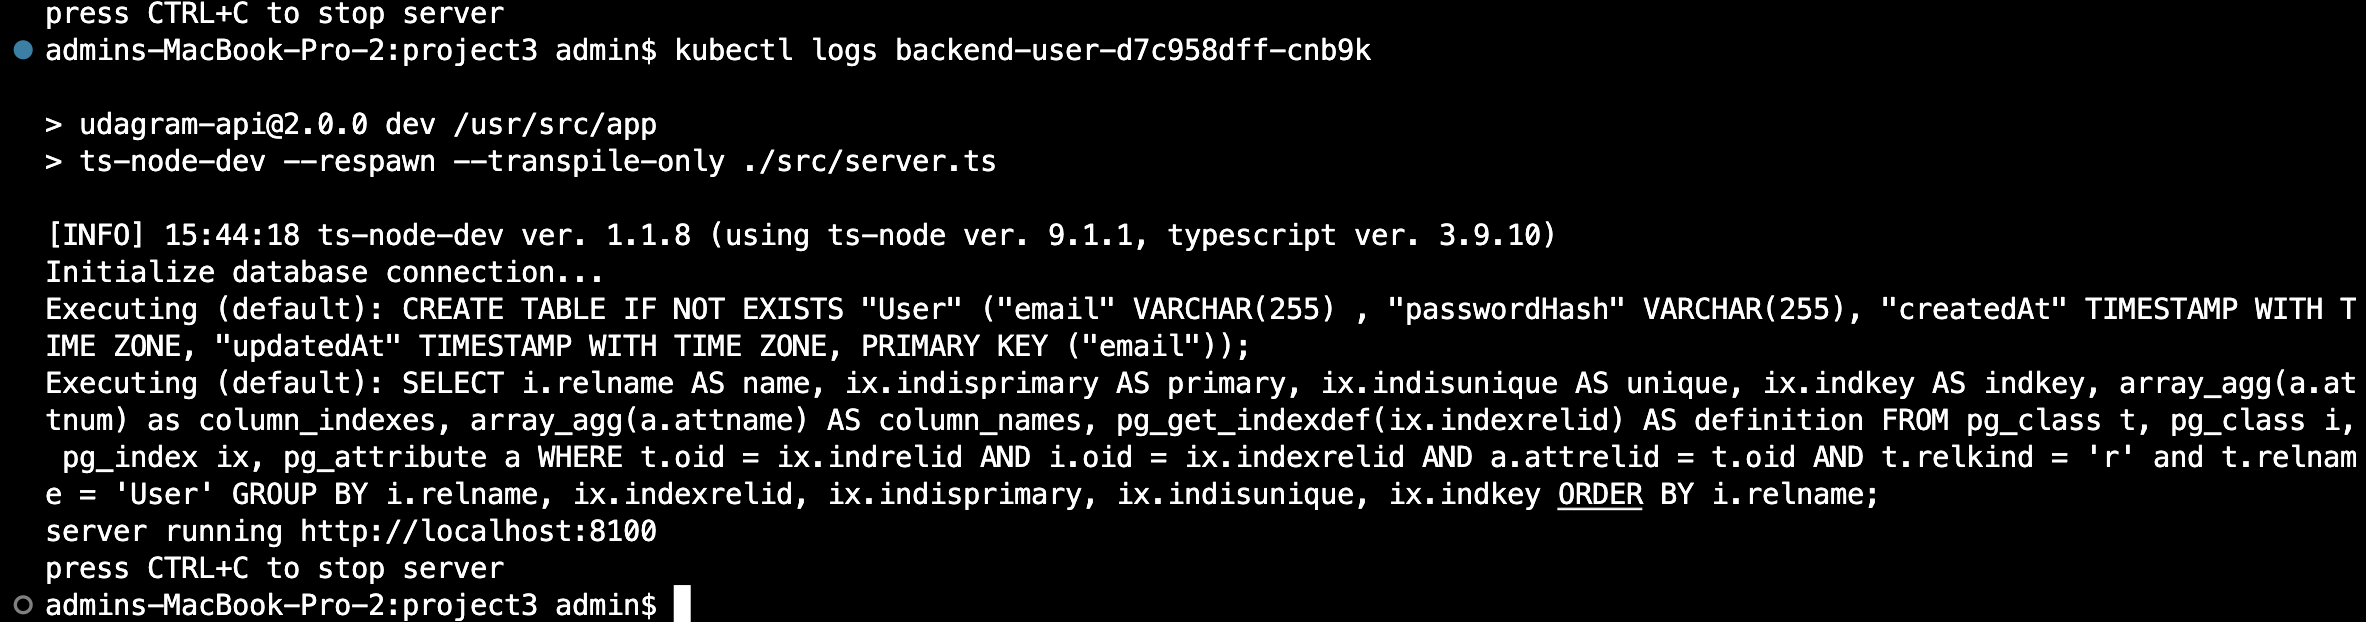 press CTRL+C to stop server
admins-MacBook-Pro-2:project3 admin$ kubectl logs backend-user-d7c958dff-cnb9k
> udagram-api@2.0.0 dev /usr/src/app
> ts-node-dev --respawn --transpile-only ./src/server.ts
[INFO] 15:44:18 ts-node-dev ver. 1.1.8 (using ts-node ver. 9.1.1, typescript ver. 3.9.10)
Initialize database connection...
Executing (default): CREATE TABLE IF NOT EXISTS "User" ("email" VARCHAR(255) , "passwordHash" VARCHAR(255), "createdAt" TIMESTAMP WITH T
IME ZONE, "updatedAt" TIMESTAMP WITH TIME ZONE, PRIMARY KEY ("email"));
Executing (default): SELECT i.relname AS name, ix.indisprimary AS primary, ix.indisunique AS unique, ix.indkey AS indkey, array_agg(a.at
tnum) as column_indexes, array_agg(a.attname) AS column_names, pg_get_indexdef(ix.indexrelid) AS definition FROM pg_class t, pg_class i,
 pg_index ix, pg_attribute a WHERE t.oid = ix.indrelid AND i.oid = ix.indexrelid AND a.attrelid = t.oid AND t.relkind = 'r' and t.relnam
e = 'User' GROUP BY i.relname, ix.indexrelid, ix.indisprimary, ix.indisunique, ix.indkey ORDER BY i.relname;
server running http://localhost:8100
press CTRL+C to stop server
admins-MacBook-Pro-2:project3 admin$